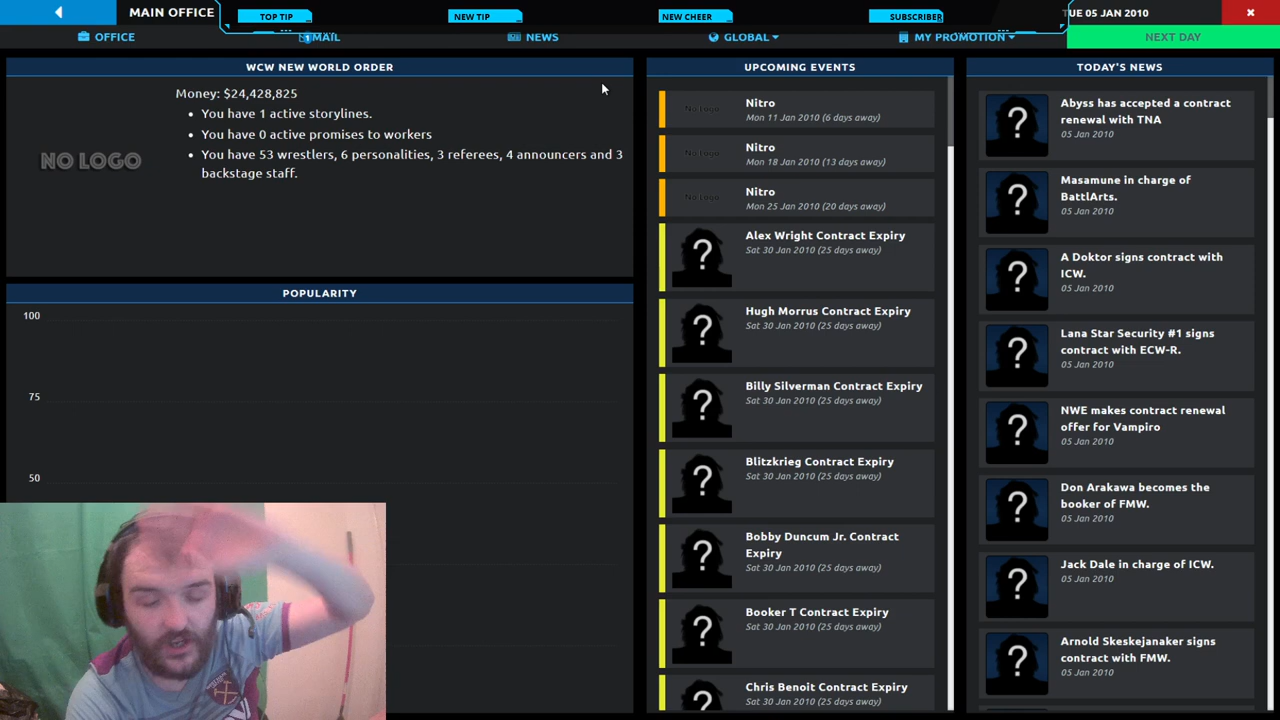 MAIN OFFICE
TOP TIP
NEW TIP
NEW CHEER
SUBSCRIBER
TUE 05 JAN 2010
OFFICE
1
MAIL
NEWS
GLOBAL
MY PROMOTION
NEXT DAY
WCW NEW WORLD ORDER
NO LOGO
Money: $24,428,825
You have 1 active storylines.
You have 0 active promises to workers
You have 53 wrestlers, 6 personalities, 3 referees, 4 announcers and 3
backstage staff.
POPULARITY
100
75
50
UPCOMING EVENTS
No Logo
Nitro
Mon 11 Jan 2010 (6 days away)
No Logo
Nitro
Mon 18 Jan 2010 (13 days away)
No Logo
Nitro
Mon 25 Jan 2010 (20 days away)
Alex Wright Contract Expiry
Sat 30 Jan 2010 (25 days away)
Hugh Morrus Contract Expiry
Sat 30 Jan 2010 (25 days away)
Billy Silverman Contract Expiry
Sat 30 Jan 2010 (25 days away)
Blitzkrieg Contract Expiry
Sat 30 Jan 2010 (25 days away)
Bobby Duncum Jr. Contract
Expiry
Sat 30 Jan 2010 (25 days away)
Booker T Contract Expiry
Sat 30 Jan 2010 (25 days away)
Chris Benoit Contract Expiry
Sat 30 Jan 2010 (25 days away)
TODAY'S NEWS
Abyss has accepted a contract
renewal with TNA
05 Jan 2010
Masamune in charge of
BattlArts.
05 Jan 2010
A Doktor signs contract with
ICW.
05 Jan 2010
Lana Star Security #1 signs
contract with ECW-R.
05 Jan 2010
NWE makes contract renewal
offer for Vampiro
05 Jan 2010
Don Arakawa becomes the
booker of FMW.
05 Jan 2010
Jack Dale in charge of ICW.
05 Jan 2010
Arnold Skeskejanaker signs
contract with FMW.
05 Jan 2010